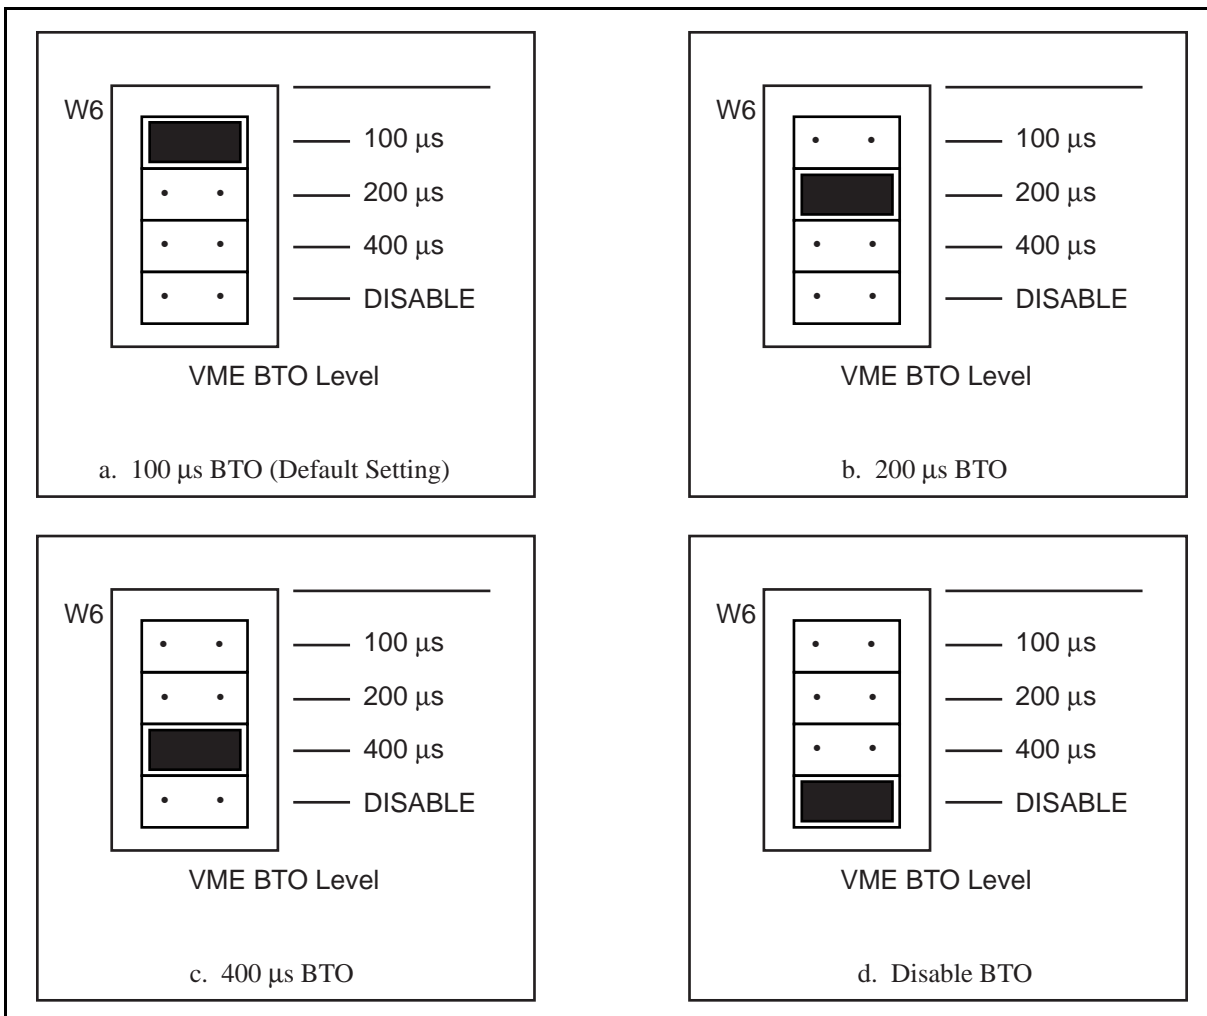 W6
100 µs
200 µs
400 µs
DISABLE
VME BTO Level
a. 100 µs BTO (Default Setting)
W6
100 µs
200 µs
400 µs
DISABLE
VME BTO Level
b. 200 µs BTO
W6
100 µs
200 µs
400 µs
DISABLE
VME BTO Level
c. 400 µs BTO
W6
100 µs
200 µs
400 µs
DISABLE
VME BTO Level
d. Disable BTO